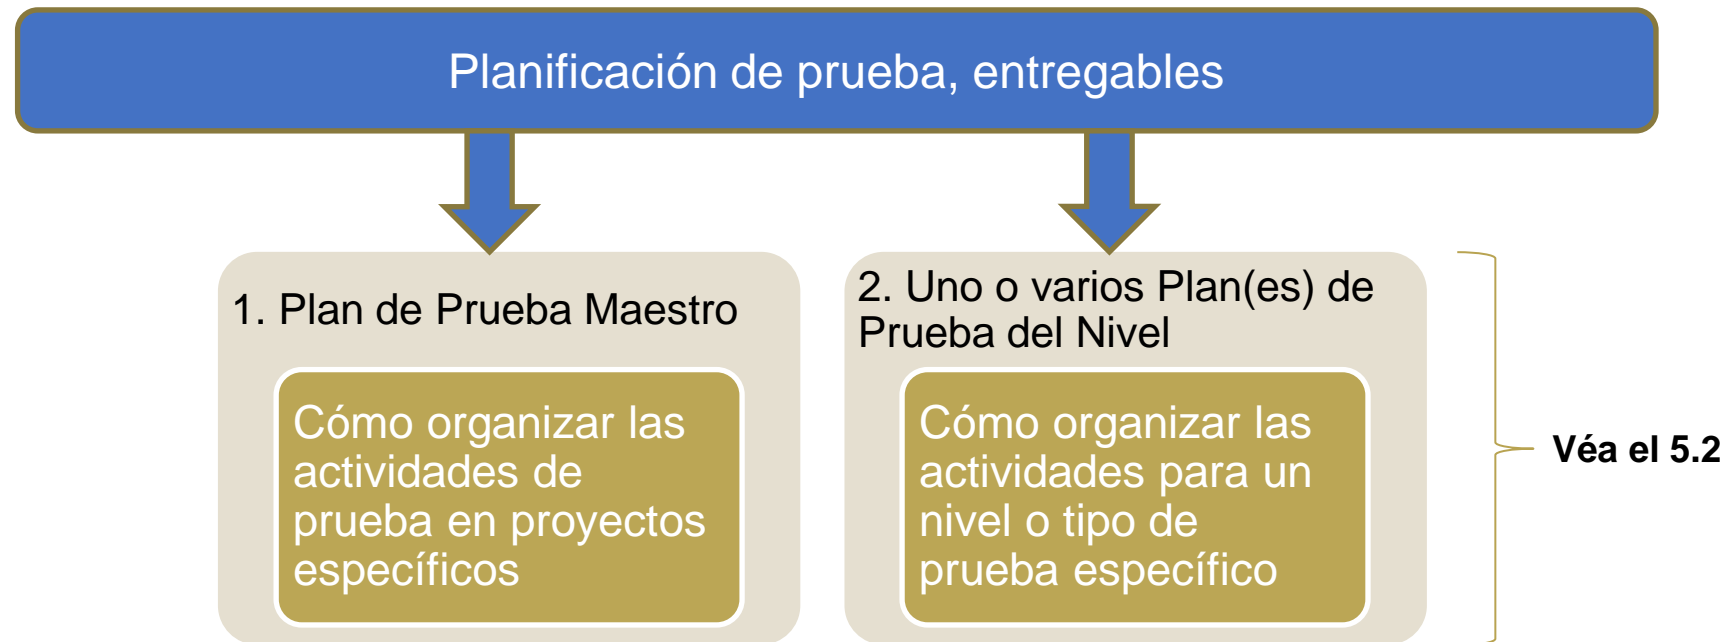 Planificación de prueba, entregables
1. Plan de Prueba Maestro
Cómo organizar las
actividades de
prueba en proyectos
específicos
2. Uno o varios Plan(es) de
Prueba del Nivel
Cómo organizar las
actividades para un
nivel o tipo de
prueba específico
Véa el 5.2